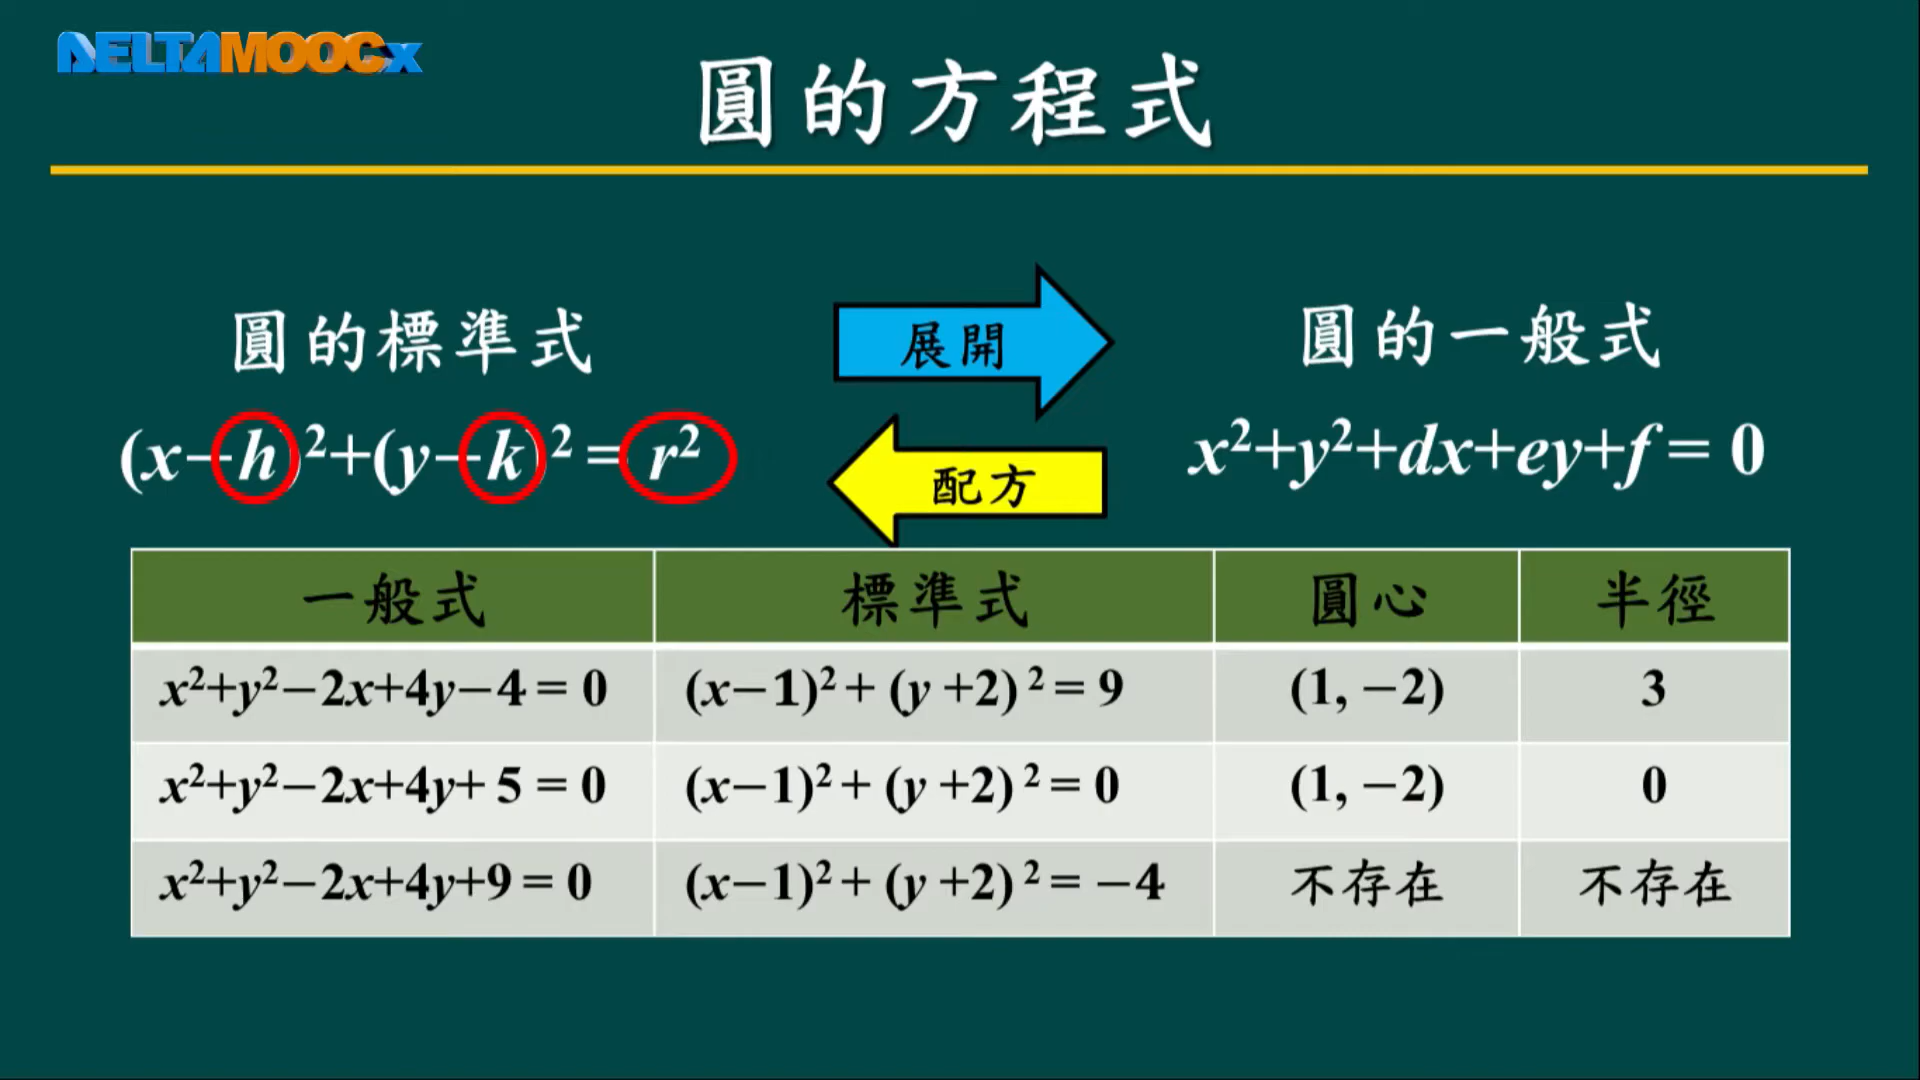 DELTAMOOCx
圓的方程式
圓的標準式
展開
圓的一般式
(x−h)²+(y−k)²=r²
配方
x²+y²+dx+ey+f=0
一般式 標準式 圓心 半徑
x²+y²−2x+4y−4=0 (x−1)²+(y+2)²=9 (1,−2) 3
x²+y²−2x+4y+5=0 (x−1)²+(y+2)²=0 (1,−2) 0
x²+y²−2x+4y+9=0 (x−1)²+(y+2)²=−4 不存在 不存在